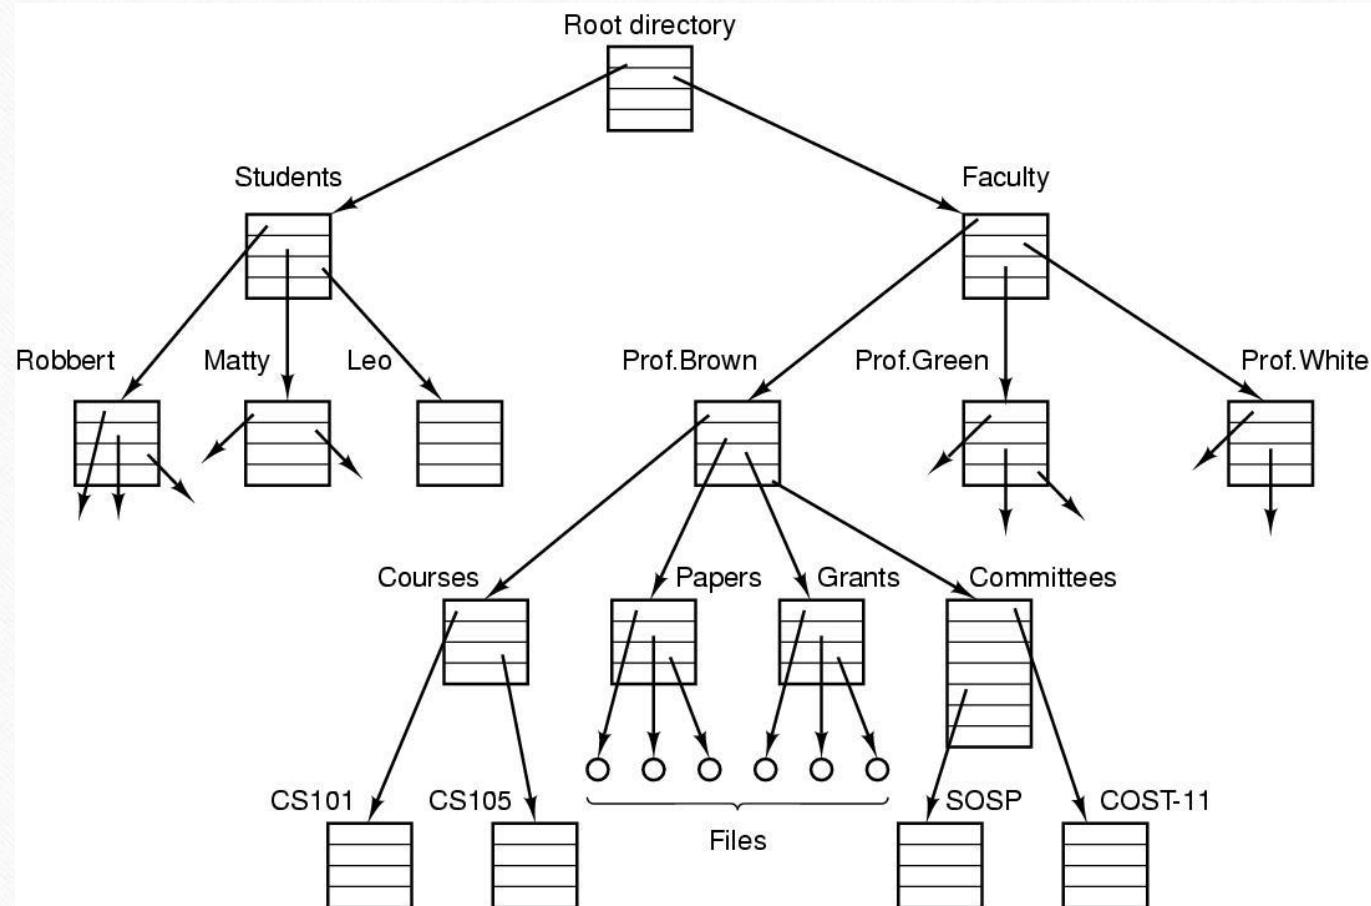 Root directory
Students
Faculty
Robbert
Matty
Leo
Prof.Brown
Prof.Green
Prof.White
Courses
Papers
Grants
Committees
CS101
CS105
SOSP
COST-11
Files